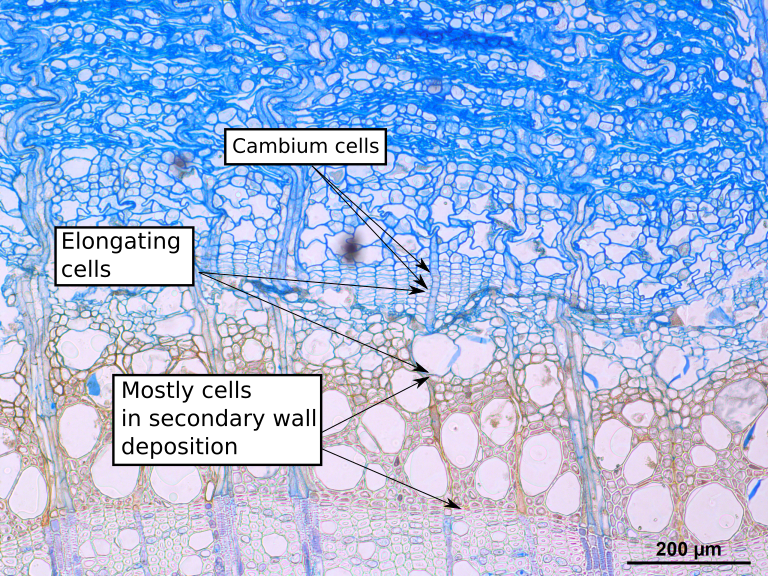 Cambium cells
Elongating
cells
Mostly cells
in secondary wall
deposition
200 µm